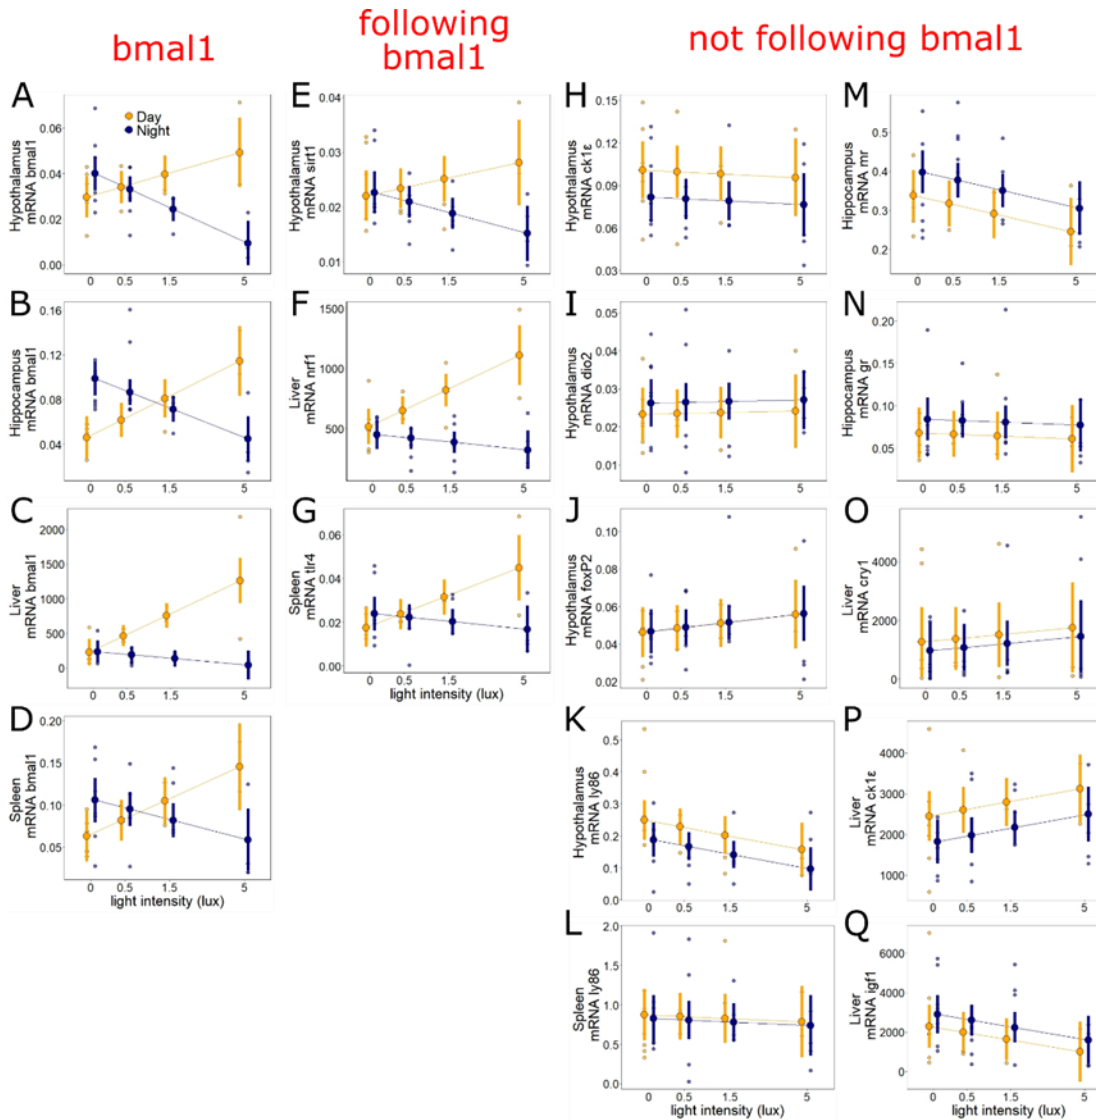 bmal1
following
bmal1
not following bmal1
A
Hypothalamus
mRNA bmal1
Day
Night
0.06
0.04
0.02
0.00
0
0.5
1.5
5
E
Hypothalamus
mRNA sirt1
0.04
0.03
0.02
0.01
0
0.5
1.5
5
H
Hypothalamus
mRNA ck1ε
0.15
0.12
0.09
0.06
0.03
0
0.5
1.5
5
M
Hippocampus
mRNA mr
0.5
0.4
0.3
0.2
0
0.5
1.5
5
B
Hippocampus
mRNA bmal1
0.16
0.12
0.08
0.04
0
0.5
1.5
5
F
Liver
mRNA nrf1
1500
1000
500
0
0.5
1.5
5
I
Hypothalamus
mRNA dio2
0.05
0.04
0.03
0.02
0.01
0
0.5
1.5
5
N
Hippocampus
mRNA gr
0.20
0.15
0.10
0.05
0
0.5
1.5
5
C
Liver
mRNA bmal1
2000
1500
1000
500
0
0
0.5
1.5
5
G
Spleen
mRNA tlr4
0.06
0.04
0.02
0.00
0
0.5
1.5
5
light intensity (lux)
J
Hypothalamus
mRNA foxP2
0.10
0.08
0.06
0.04
0.02
0
0.5
1.5
5
O
Liver
mRNA cry1
4000
2000
0
0
0.5
1.5
5
D
Spleen
mRNA bmal1
0.20
0.15
0.10
0.05
0
0.5
1.5
5
light intensity (lux)
K
Hypothalamus
mRNA ly86
0.5
0.4
0.3
0.2
0.1
0.0
0
0.5
1.5
5
P
Liver
mRNA ck1ε
4000
3000
2000
1000
0
0.5
1.5
5
L
Spleen
mRNA ly86
2.0
1.5
1.0
0.5
0.0
0
0.5
1.5
5
light intensity (lux)
Q
Liver
mRNA igf1
6000
4000
2000
0
0
0.5
1.5
5
light intensity (lux)